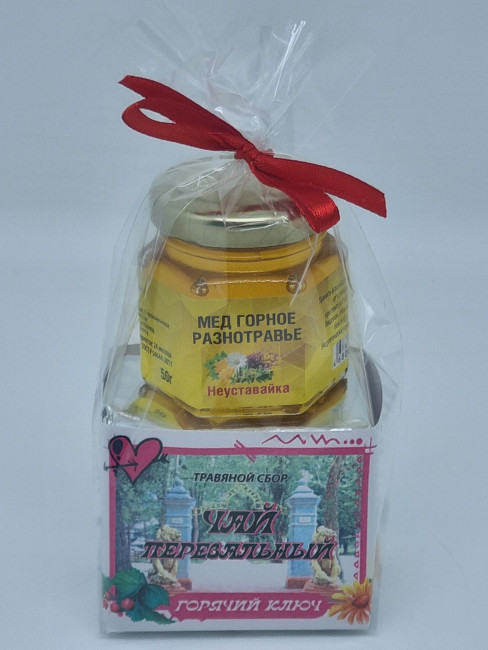 МЕД ГОРНОЕ
РАЗНОТРАВЬЕ
Неуставайка
50г
ТРАВЯНОЙ СБОР
ЧАЙ
ПЕРЕВАЛЬНЫЙ
ГОРЯЧИЙ КЛЮЧ